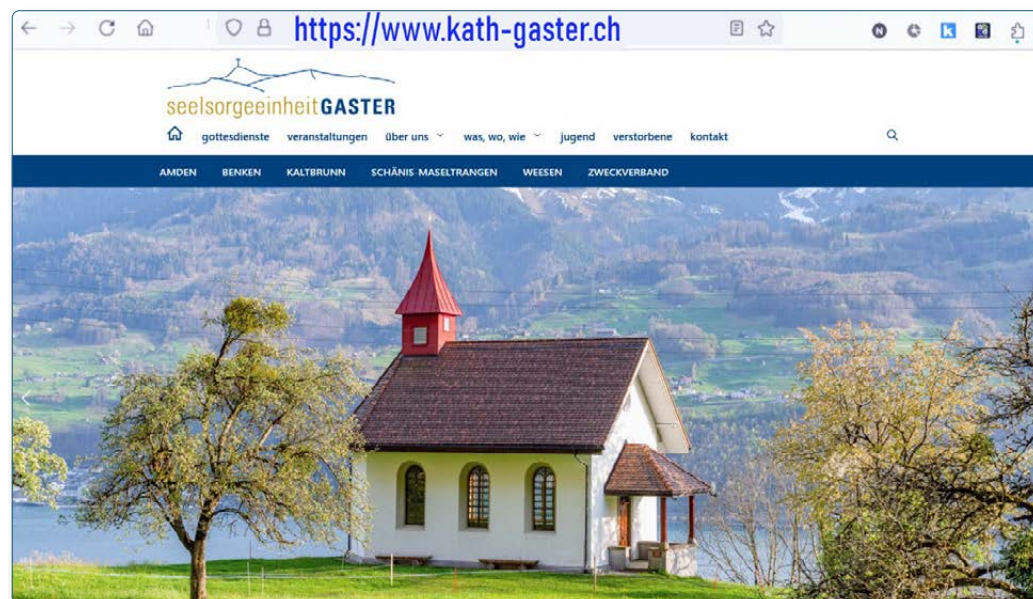 https://www.kath-gaster.ch
seelsorgeeinheitGASTER
gottesdienste veranstaltungen über uns was, wo, wie jugend verstorbene kontakt
AMDEN BENKEN KALTBRUNN SCHÄNIS-MASELTRANGEN WEESEN ZWECKVERBAND